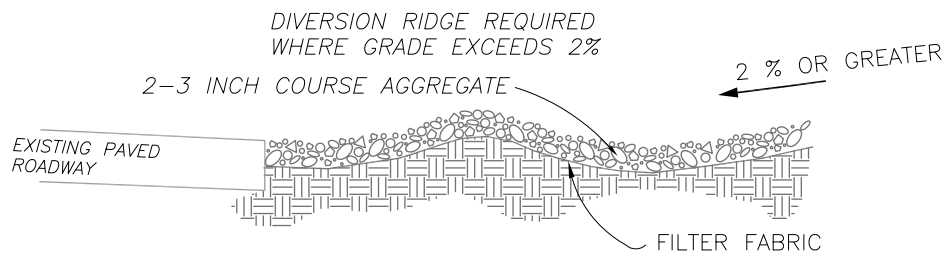 DIVERSION RIDGE REQUIRED
WHERE GRADE EXCEEDS 2%
2-3 INCH COURSE AGGREGATE
2 % OR GREATER
EXISTING PAVED
ROADWAY
FILTER FABRIC